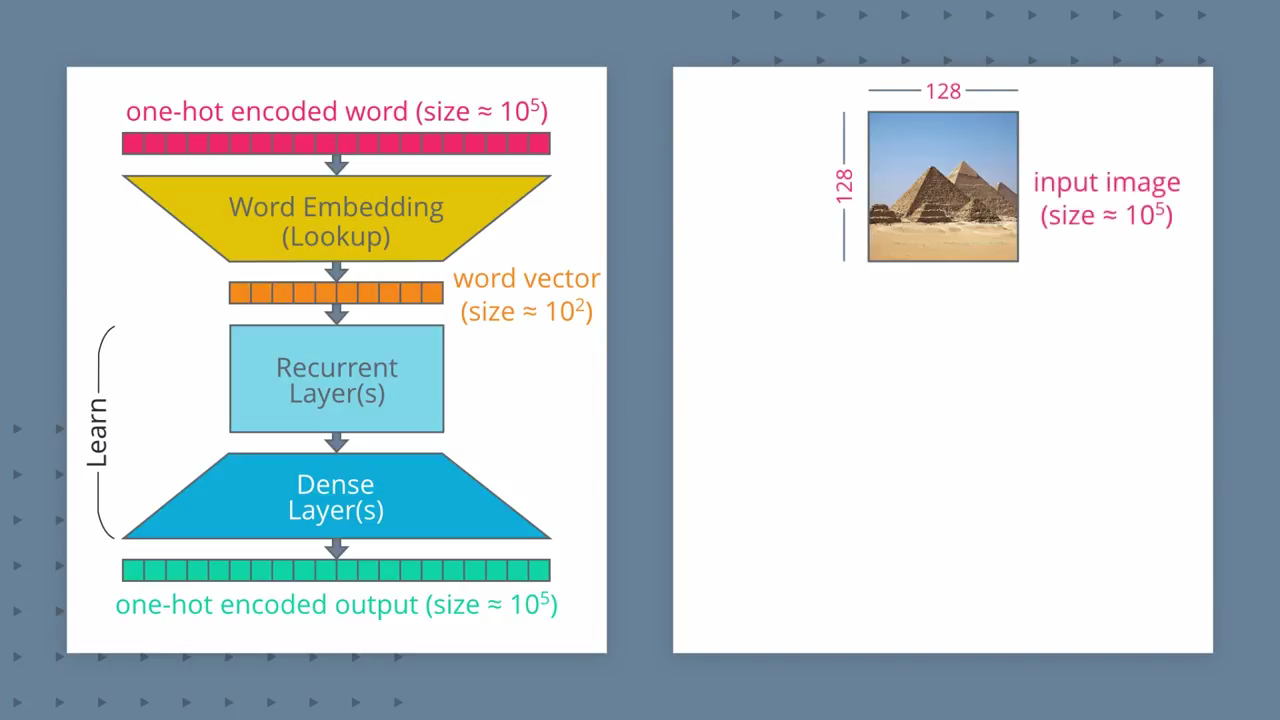 one-hot encoded word (size ≈ 10⁵)
Word Embedding
(Lookup)
word vector
(size ≈ 10²)
Recurrent
Layer(s)
Learn
Dense
Layer(s)
one-hot encoded output (size ≈ 10⁵)
128
128
input image
(size ≈ 10⁵)